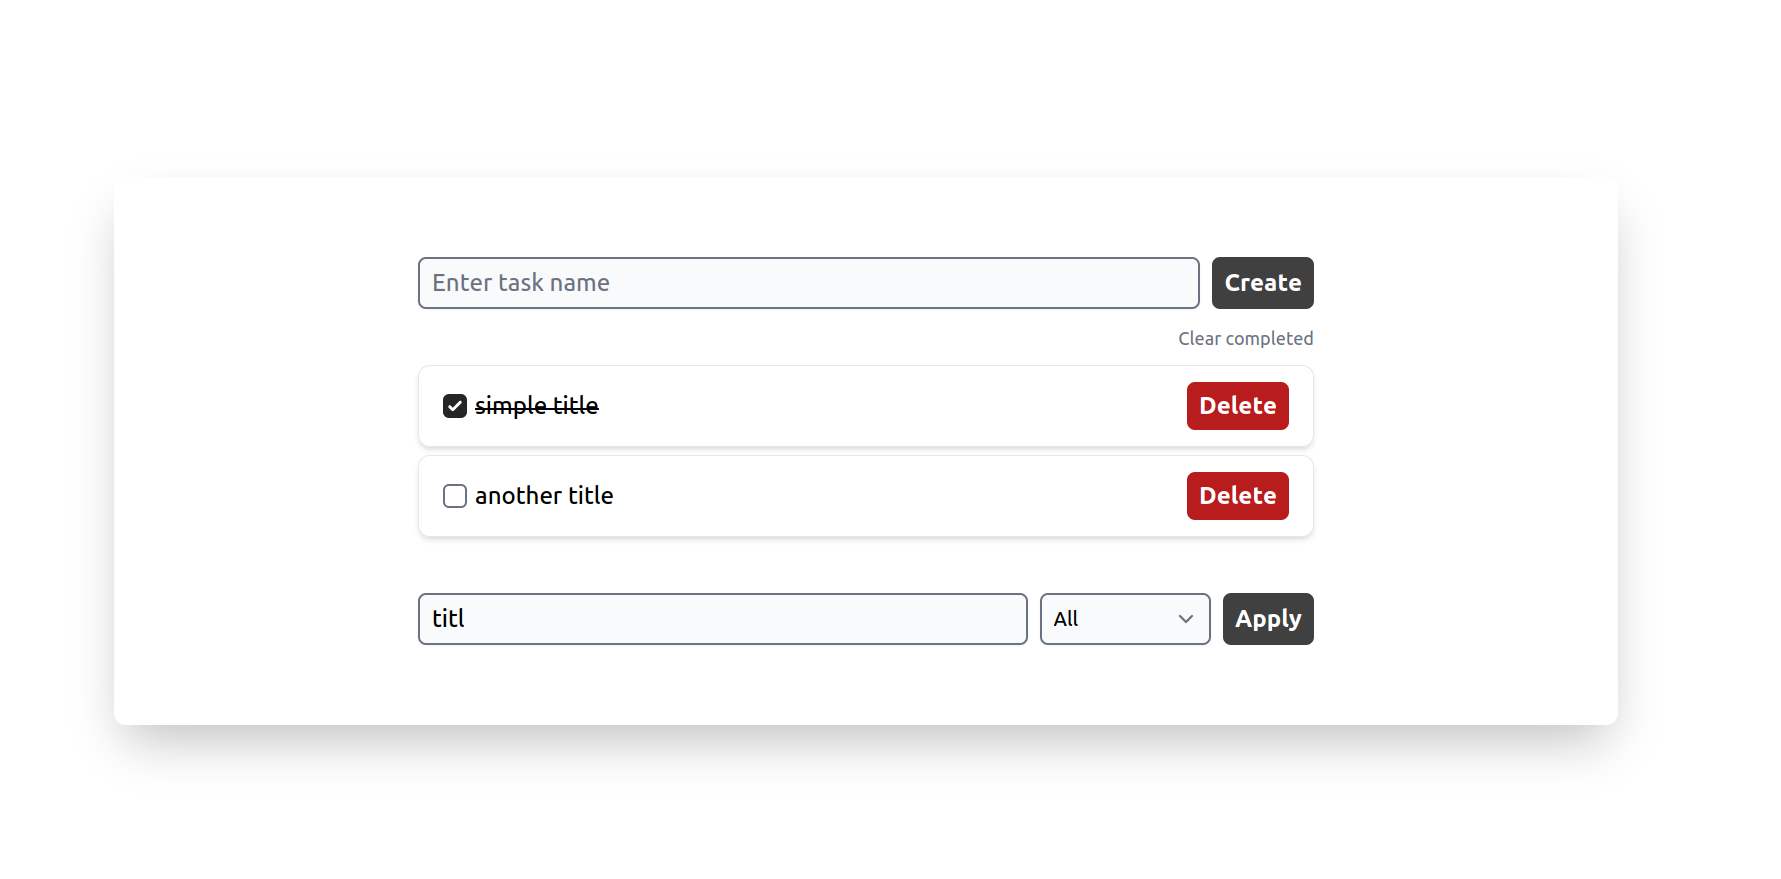 Enter task name Create
Clear completed
simple title Delete
another title Delete
titl All Apply